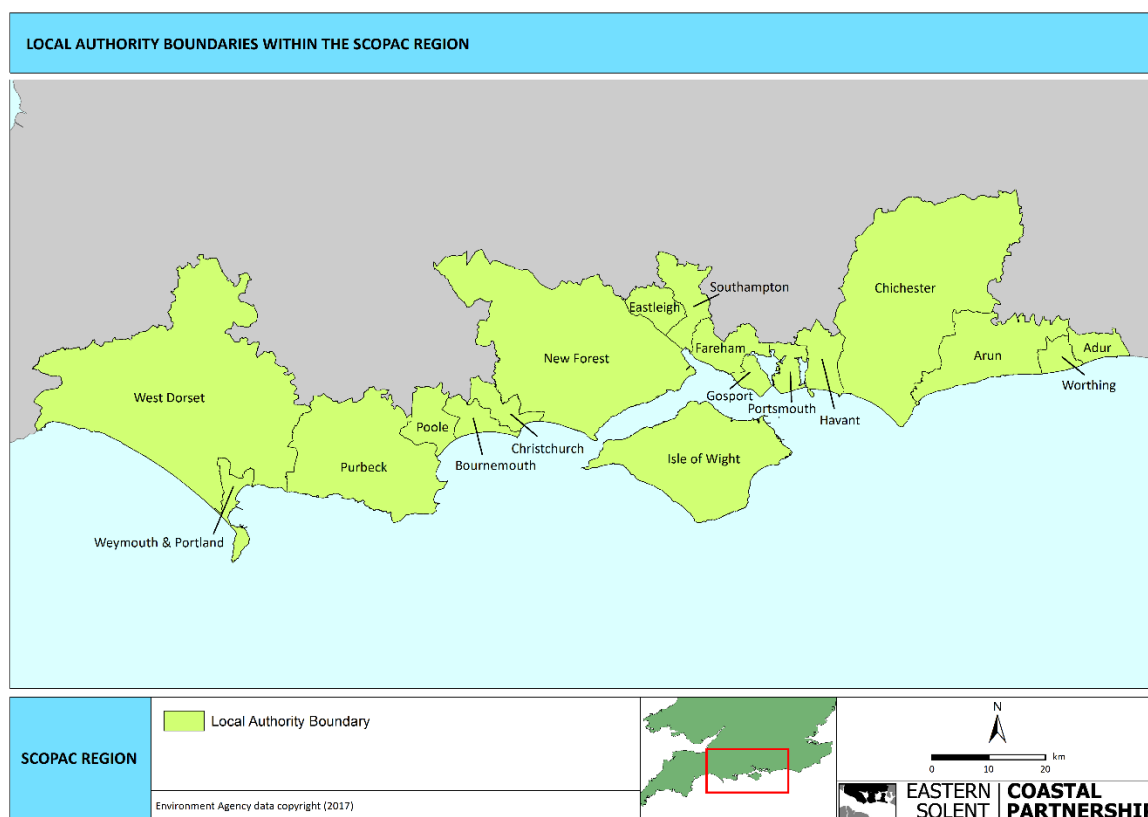 LOCAL AUTHORITY BOUNDARIES WITHIN THE SCOPAC REGION
Chichester
Southampton
Eastleigh
Fareham
Adur
New Forest
Arun
Worthing
Gosport
Portsmouth
Havant
West Dorset
Poole
Christchurch
Bournemouth
Isle of Wight
Purbeck
Weymouth & Portland
SCOPAC REGION
Local Authority Boundary
Environment Agency data copyright (2017)
N
km
0 10 20
EASTERN
SOLENT
COASTAL
PARTNERSHIP